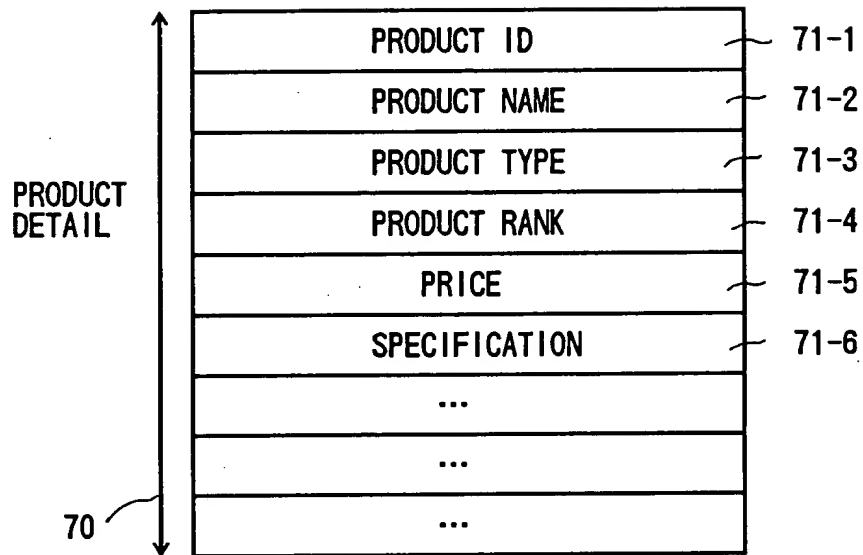 PRODUCT ID 71-1
PRODUCT NAME 71-2
PRODUCT TYPE 71-3
PRODUCT
DETAIL
PRODUCT RANK 71-4
PRICE 71-5
SPECIFICATION 71-6
...
...
70
...